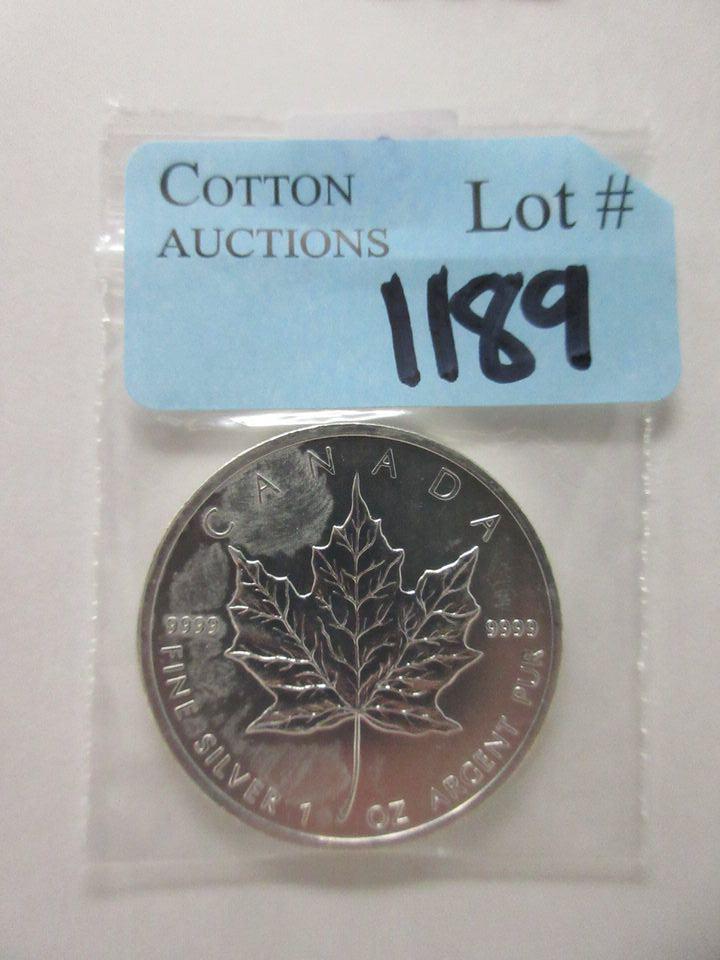 COTTON
AUCTIONS
Lot #
1189
CANADA
9999
9999
FINE SILVER 1 OZ ARGENT PUR